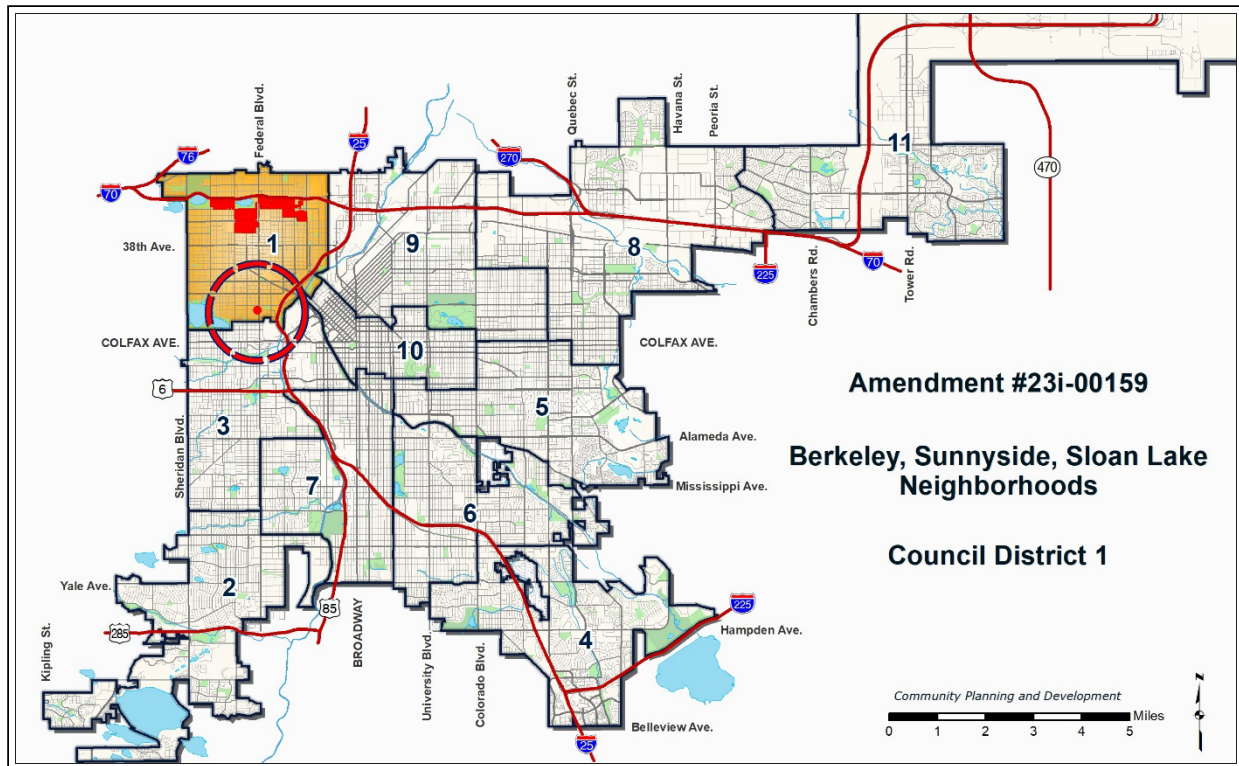 Federal Blvd.
Quebec St.
Havana St.
Peoria St.
25
76
270
70
11
470
1
38th Ave.
9
8
225
70
Chambers Rd.
Tower Rd.
COLFAX AVE.
10
COLFAX AVE.
6
Amendment #23i-00159
5
3
Sheridan Blvd.
Alameda Ave.
Berkeley, Sunnyside, Sloan Lake
Neighborhoods
7
Mississippi Ave.
6
Council District 1
2
Yale Ave.
85
BROADWAY
225
Hampden Ave.
285
4
Kipling St.
University Blvd.
Colorado Blvd.
Community Planning and Development
N
Miles
0 1 2 3 4 5
Belleview Ave.
25